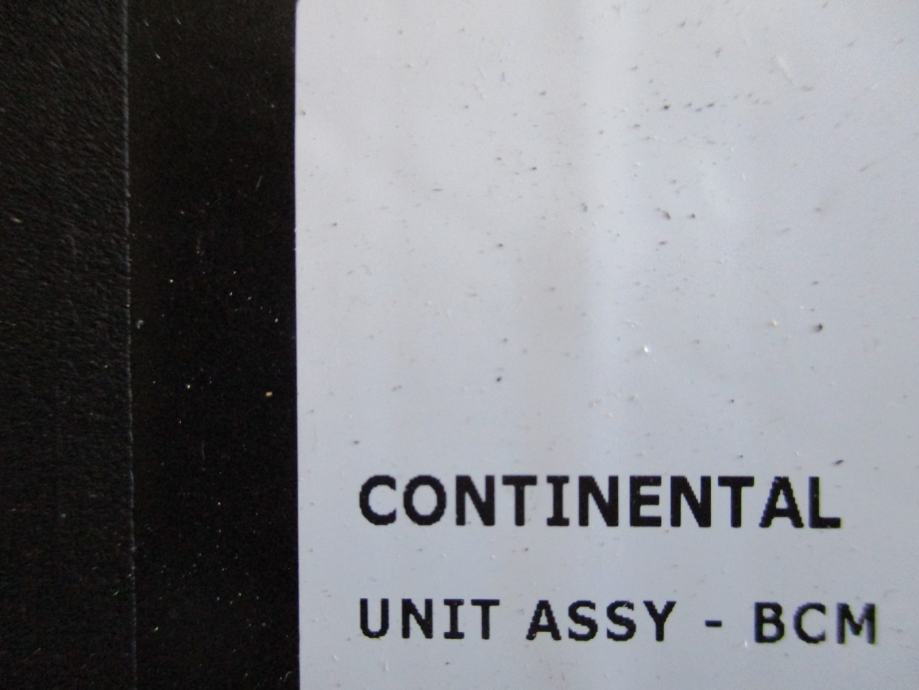 CONTINENTAL
UNIT ASSY - BCM